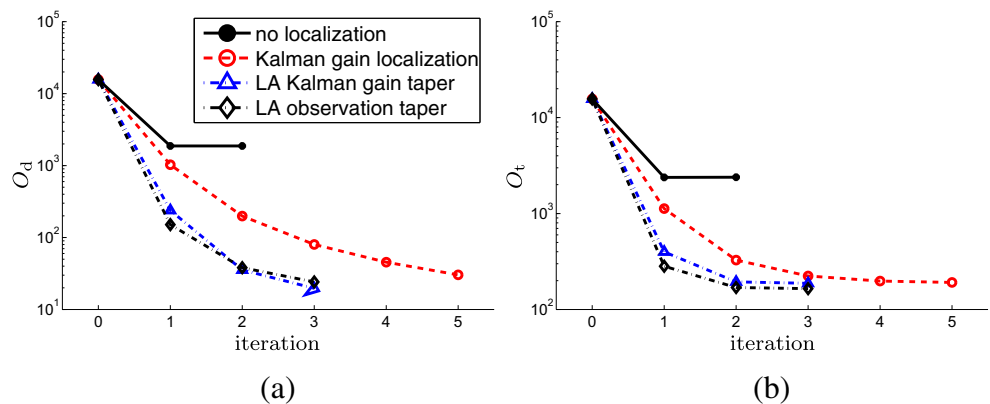 10^5
10^4
10^3
10^2
10^1
O_d
no localization
Kalman gain localization
LA Kalman gain taper
LA observation taper
0 1 2 3 4 5
iteration
(a)
10^5
10^4
10^3
10^2
O_t
0 1 2 3 4 5
iteration
(b)